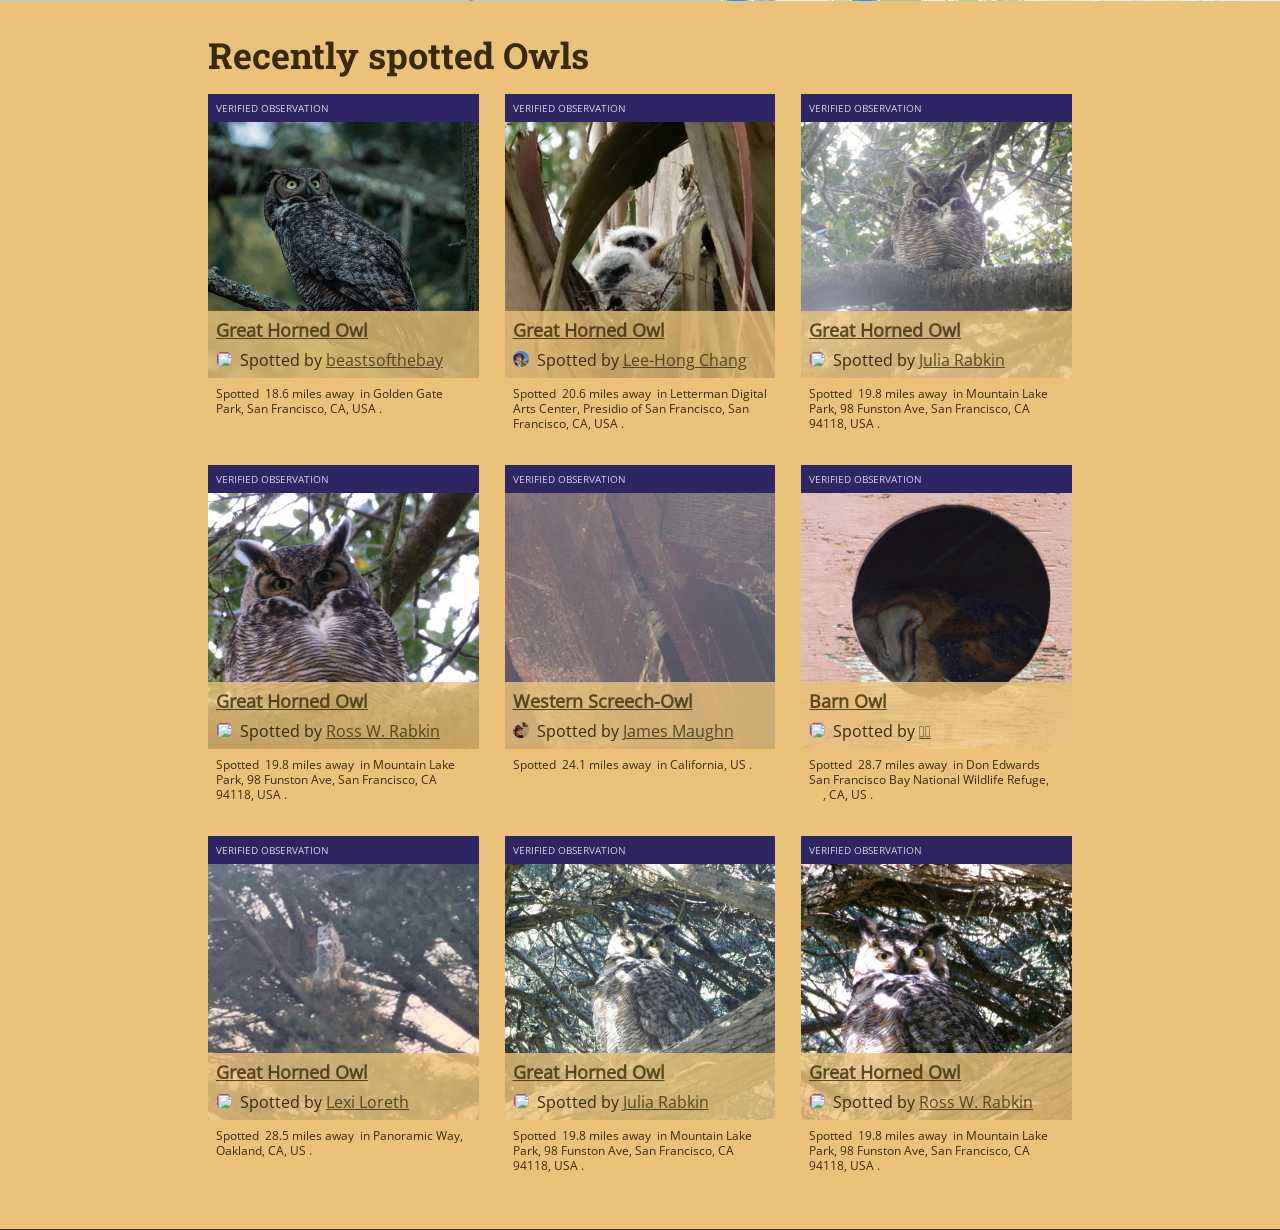 Recently spotted Owls
VERIFIED OBSERVATION
Great Horned Owl
Spotted by beastsofthebay
Spotted 18.6 miles away in Golden Gate
Park, San Francisco, CA, USA .
VERIFIED OBSERVATION
Great Horned Owl
Spotted by Lee-Hong Chang
Spotted 20.6 miles away in Letterman Digital
Arts Center, Presidio of San Francisco, San
Francisco, CA, USA .
VERIFIED OBSERVATION
Great Horned Owl
Spotted by Julia Rabkin
Spotted 19.8 miles away in Mountain Lake
Park, 98 Funston Ave, San Francisco, CA
94118, USA .
VERIFIED OBSERVATION
Great Horned Owl
Spotted by Ross W. Rabkin
Spotted 19.8 miles away in Mountain Lake
Park, 98 Funston Ave, San Francisco, CA
94118, USA .
VERIFIED OBSERVATION
Western Screech-Owl
Spotted by James Maughn
Spotted 24.1 miles away in California, US .
VERIFIED OBSERVATION
Barn Owl
Spotted by
Spotted 28.7 miles away in Don Edwards
San Francisco Bay National Wildlife Refuge,
, CA, US .
VERIFIED OBSERVATION
Great Horned Owl
Spotted by Lexi Loreth
Spotted 28.5 miles away in Panoramic Way,
Oakland, CA, US .
VERIFIED OBSERVATION
Great Horned Owl
Spotted by Julia Rabkin
Spotted 19.8 miles away in Mountain Lake
Park, 98 Funston Ave, San Francisco, CA
94118, USA .
VERIFIED OBSERVATION
Great Horned Owl
Spotted by Ross W. Rabkin
Spotted 19.8 miles away in Mountain Lake
Park, 98 Funston Ave, San Francisco, CA
94118, USA .